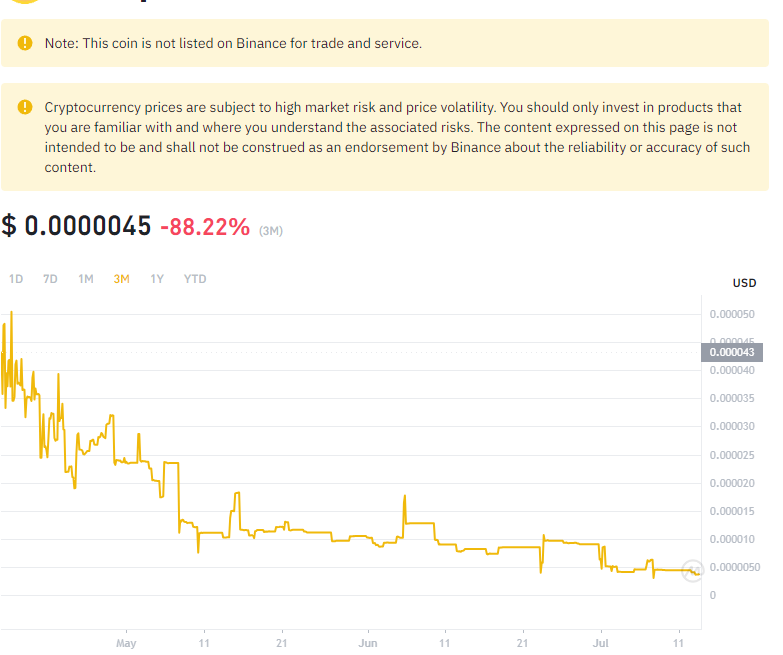 Note: This coin is not listed on Binance for trade and service.
Cryptocurrency prices are subject to high market risk and price volatility. You should only invest in products that
you are familiar with and where you understand the associated risks. The content expressed on this page is not
intended to be and shall not be construed as an endorsement by Binance about the reliability or accuracy of such
content.
$ 0.0000045 -88.22% (3M)
1D 7D 1M 3M 1Y YTD
USD
0.000050
0.000045
0.000043
0.000040
0.000035
0.000030
0.000025
0.000020
0.000015
0.000010
0.0000050
0
May 11 21 Jun 11 21 Jul 11